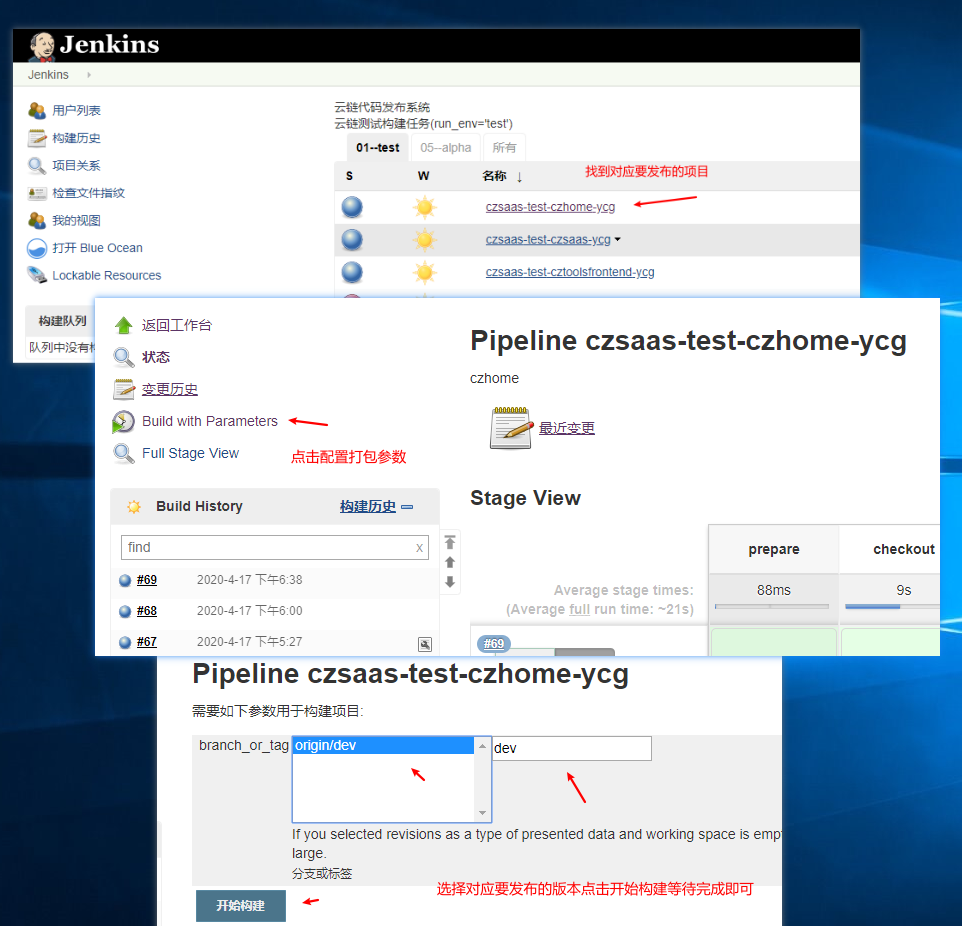 Jenkins
Jenkins
用户列表
构建历史
项目关系
检查文件指纹
我的视图
打开 Blue Ocean
Lockable Resources
构建队列
队列中没有
云链代码发布系统
云链测试构建任务(run_env='test')
01--test 05--alpha 所有
S W 名称 ↓
找到对应要发布的项目
czsaas-test-czhome-ycg
czsaas-test-czsaas-ycg
czsaas-test-cztoolsfrontend-ycg
返回工作台
状态
变更历史
Build with Parameters
Full Stage View
点击配置打包参数
Build History 构建历史
find x
#69 2020-4-17 下午6:38
#68 2020-4-17 下午6:00
#67 2020-4-17 下午5:27
Pipeline czsaas-test-czhome-ycg
czhome
最近变更
Stage View
prepare checkout
Average stage times: 88ms 9s
(Average full run time: ~21s)
#69
Pipeline czsaas-test-czhome-ycg
需要如下参数用于构建项目:
branch_or_tag origin/dev dev
If you selected revisions as a type of presented data and working space is emp
large.
分支或标签
选择对应要发布的版本点击开始构建等待完成即可
开始构建